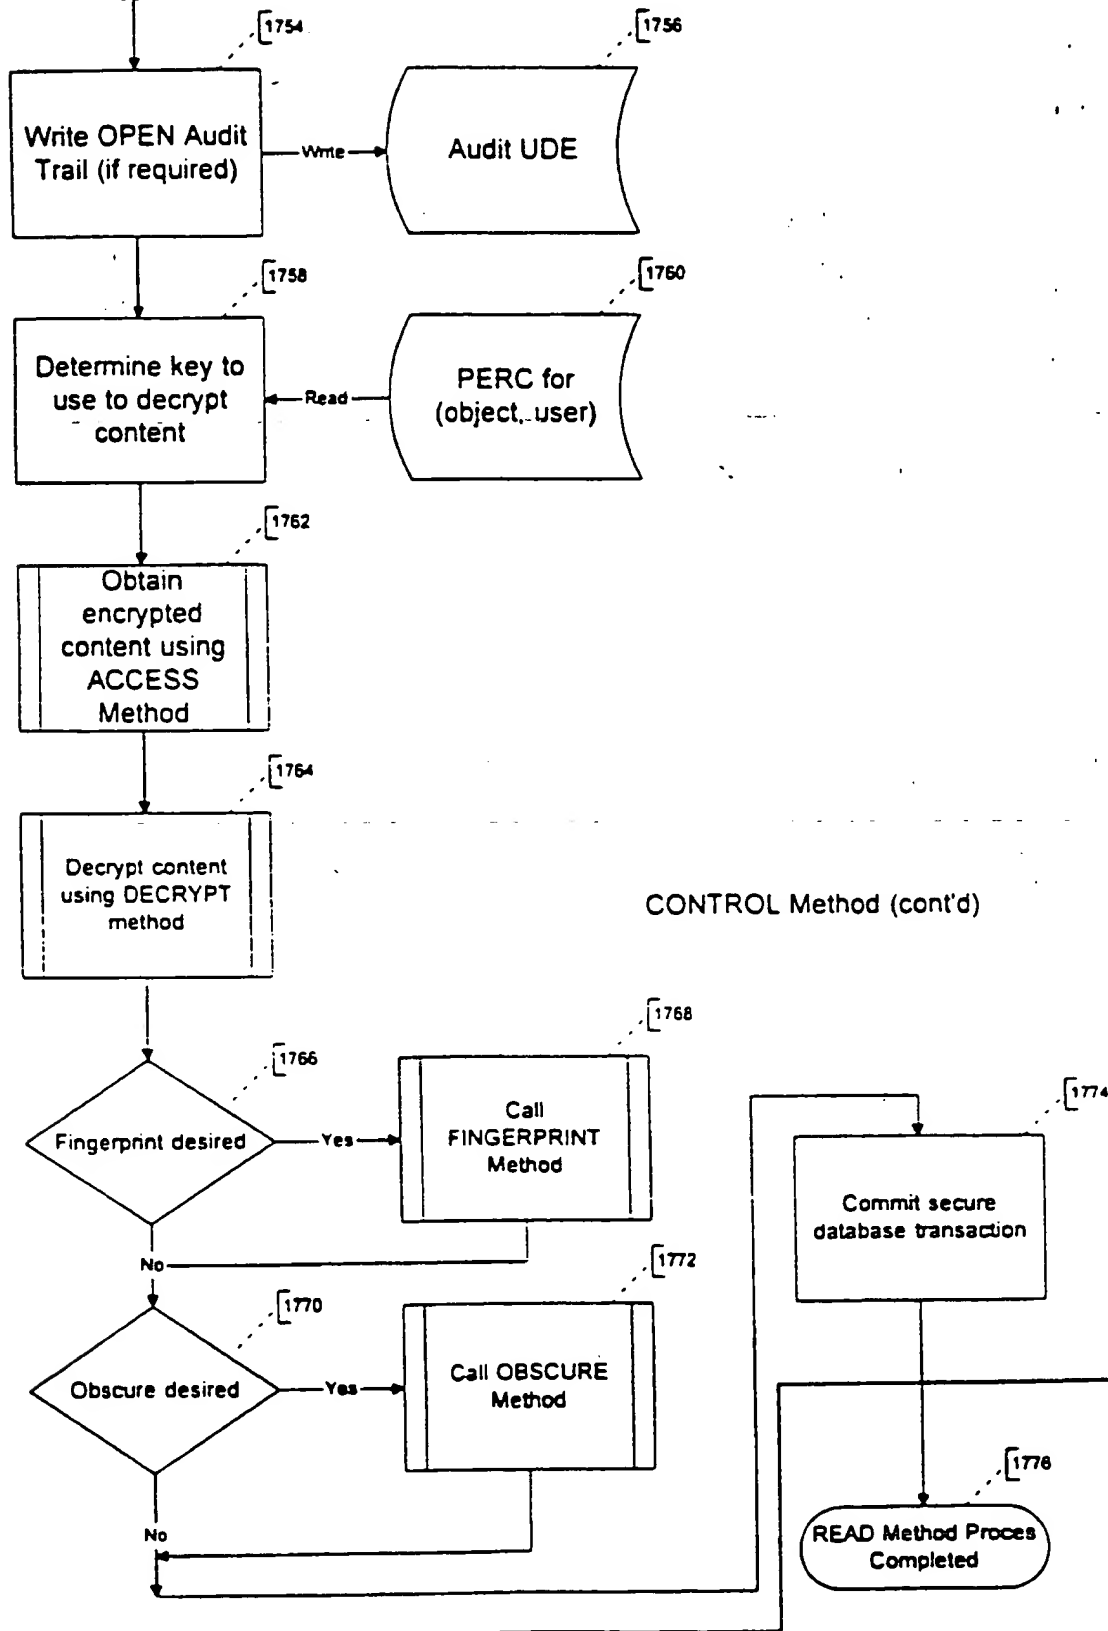 1754
1756
Write OPEN Audit
Trail (if required)
Write
Audit UDE
1758
1760
Determine key to
use to decrypt
content
Read
PERC for
(object, user)
1762
Obtain
encrypted
content using
ACCESS
Method
1764
Decrypt content
using DECRYPT
method
CONTROL Method (cont'd)
1766
1768
Fingerprint desired
Yes
Call
FINGERPRINT
Method
1774
Commit secure
database transaction
No
1770
1772
Obscure desired
Yes
Call OBSCURE
Method
No
1776
READ Method Proces
Completed